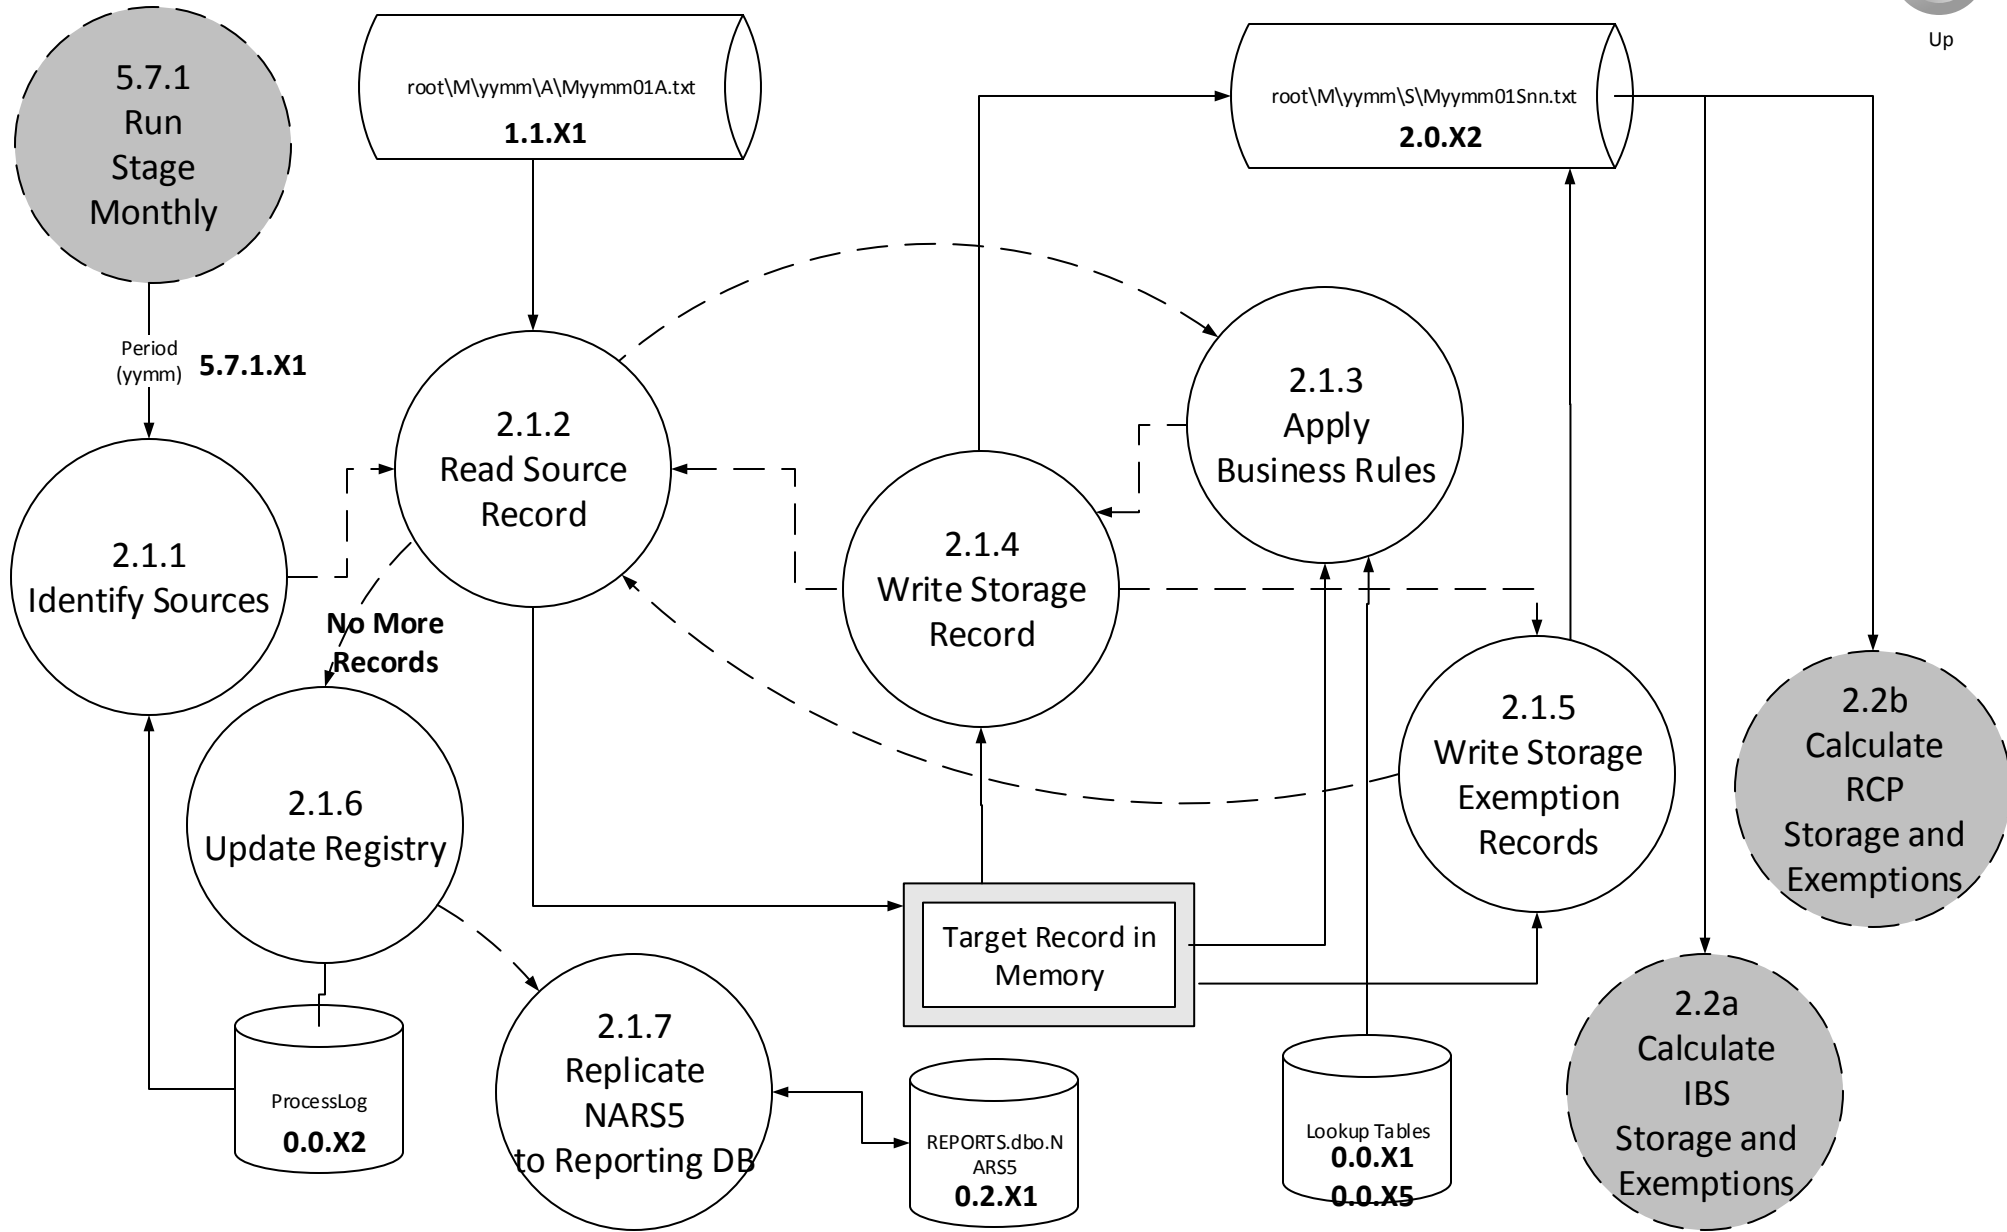 Up
5.7.1
Run
Stage
Monthly
root\M\yymm\A\Myymm01A.txt
1.1.X1
root\M\yymm\S\Myymm01Snn.txt
2.0.X2
Period
(yymm)
5.7.1.X1
2.1.1
Identify Sources
2.1.2
Read Source
Record
2.1.3
Apply
Business Rules
2.1.4
Write Storage
Record
No More
Records
2.1.5
Write Storage
Exemption
Records
2.2b
Calculate
RCP
Storage and
Exemptions
2.1.6
Update Registry
Target Record in
Memory
2.1.7
Replicate
NARS5
to Reporting DB
2.2a
Calculate
IBS
Storage and
Exemptions
ProcessLog
0.0.X2
REPORTS.dbo.N
ARS5
0.2.X1
Lookup Tables
0.0.X1
0.0.X5